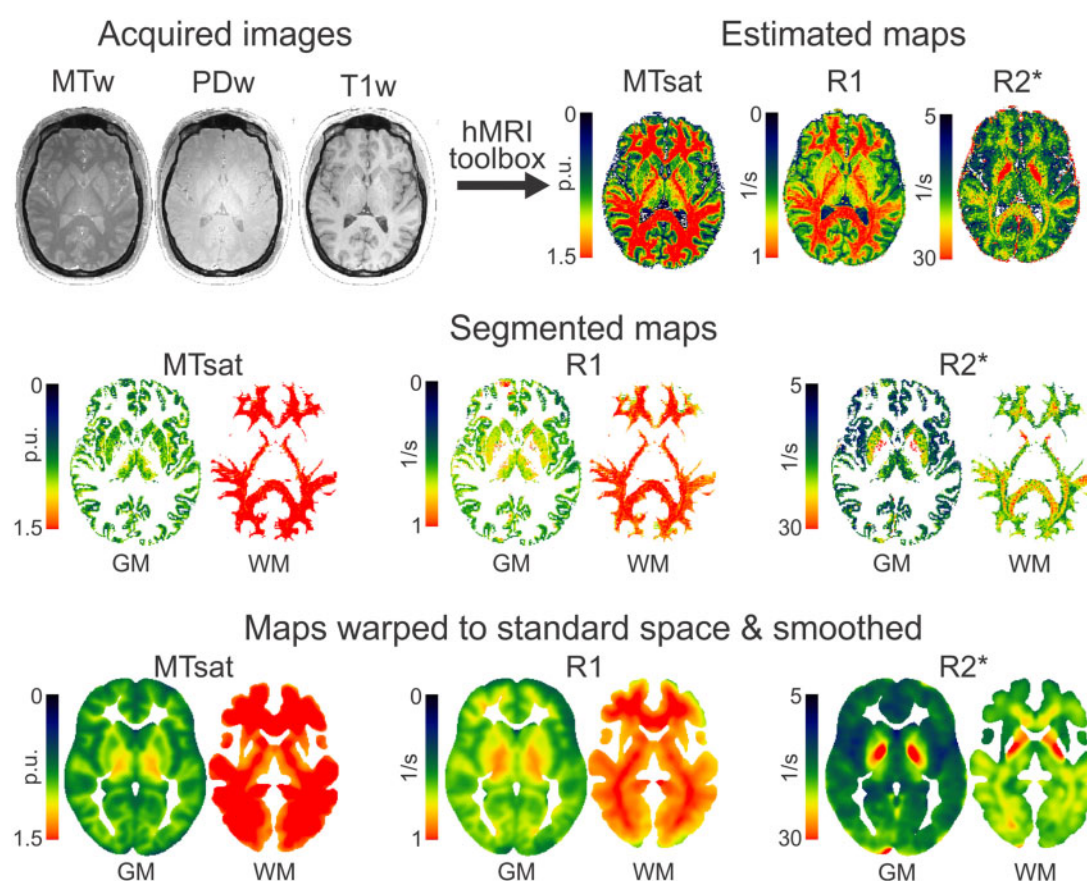 Acquired images
Estimated maps
MTw
PDw
T1w
hMRI
toolbox
MTsat
R1
R2*
0
p.u.
1.5
0
1/s
1
5
1/s
30
Segmented maps
MTsat
R1
R2*
0
p.u.
1.5
0
1/s
1
5
1/s
30
GM
WM
GM
WM
GM
WM
Maps warped to standard space & smoothed
MTsat
R1
R2*
0
p.u.
1.5
0
1/s
1
5
1/s
30
GM
WM
GM
WM
GM
WM